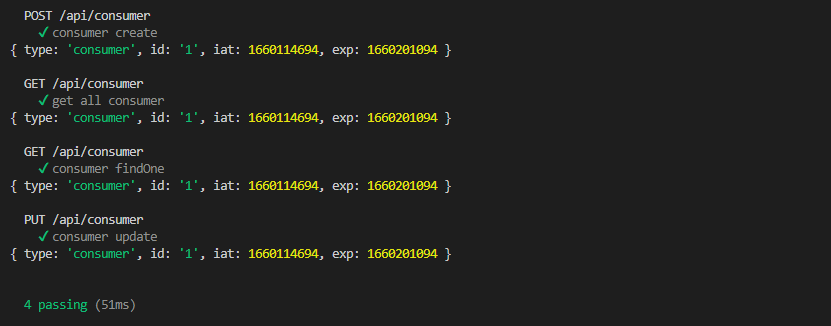 POST /api/consumer
✓ consumer create
{ type: 'consumer', id: '1', iat: 1660114694, exp: 1660201094 }
GET /api/consumer
✓ get all consumer
{ type: 'consumer', id: '1', iat: 1660114694, exp: 1660201094 }
GET /api/consumer
✓ consumer findOne
{ type: 'consumer', id: '1', iat: 1660114694, exp: 1660201094 }
PUT /api/consumer
✓ consumer update
{ type: 'consumer', id: '1', iat: 1660114694, exp: 1660201094 }
4 passing (51ms)